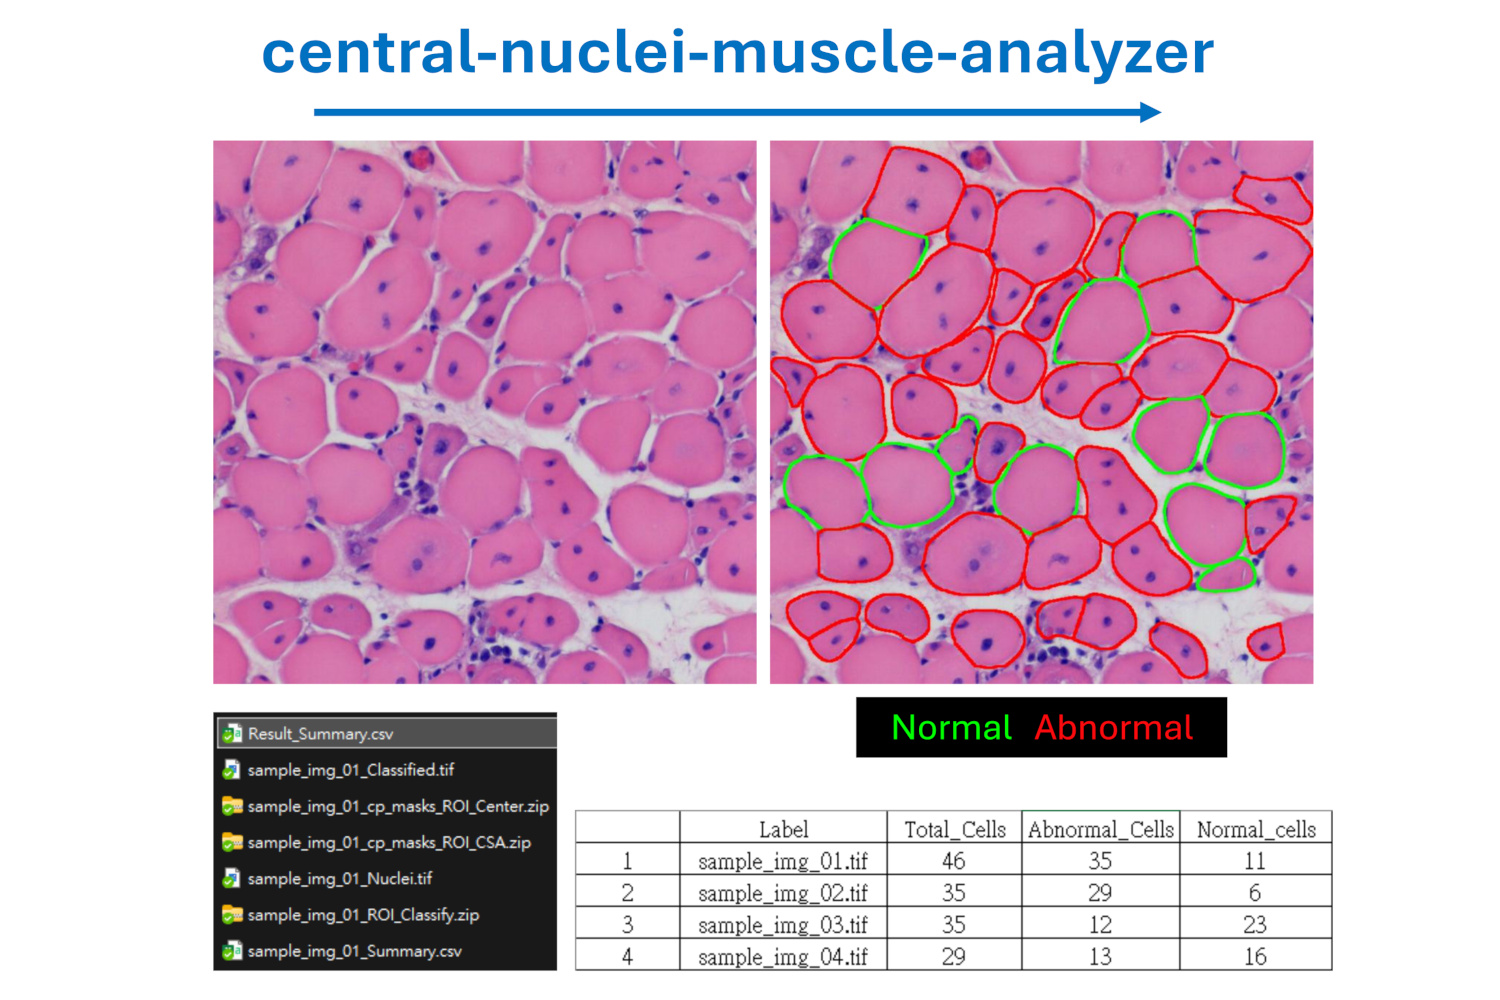 central-nuclei-muscle-analyzer
Normal Abnormal
Result_Summary.csv
sample_img_01_Classified.tif
sample_img_01_cp_masks_ROI_Center.zip
sample_img_01_cp_masks_ROI_CSA.zip
sample_img_01_Nuclei.tif
sample_img_01_ROI_Classify.zip
sample_img_01_Summary.csv
Label Total_Cells Abnormal_Cells Normal_cells
1 sample_img_01.tif 46 35 11
2 sample_img_02.tif 35 29 6
3 sample_img_03.tif 35 12 23
4 sample_img_04.tif 29 13 16